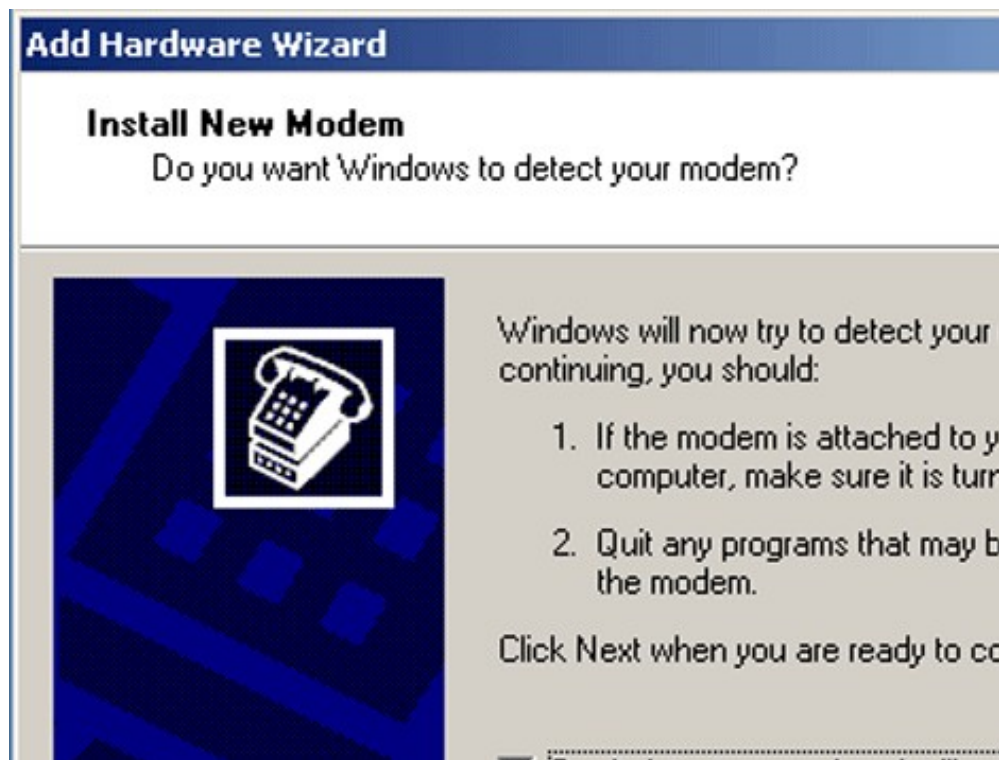 Add Hardware Wizard
Install New Modem
Do you want Windows to detect your modem?
Windows will now try to detect your
continuing, you should:
1. If the modem is attached to
computer, make sure it is
2. Quit any programs that may
the modem.
Click Next when you are ready to